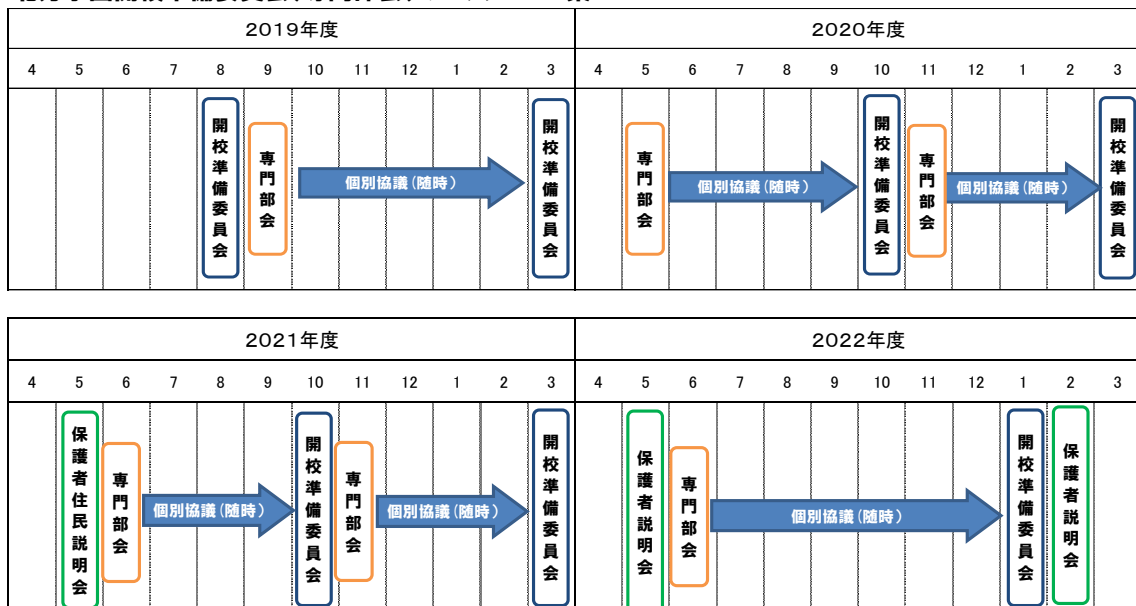 2019年度 2020年度
4 5 6 7 8 9 10 11 12 1 2 3 4 5 6 7 8 9 10 11 12 1 2 3
開校準備委員会
専門部会
個別協議(随時)
開校準備委員会
専門部会
個別協議(随時)
開校準備委員会
専門部会
個別協議(随時)
開校準備委員会
2021年度 2022年度
4 5 6 7 8 9 10 11 12 1 2 3 4 5 6 7 8 9 10 11 12 1 2 3
保護者住民説明会
専門部会
個別協議(随時)
開校準備委員会
専門部会
個別協議(随時)
開校準備委員会
保護者説明会
専門部会
個別協議(随時)
開校準備委員会
保護者説明会